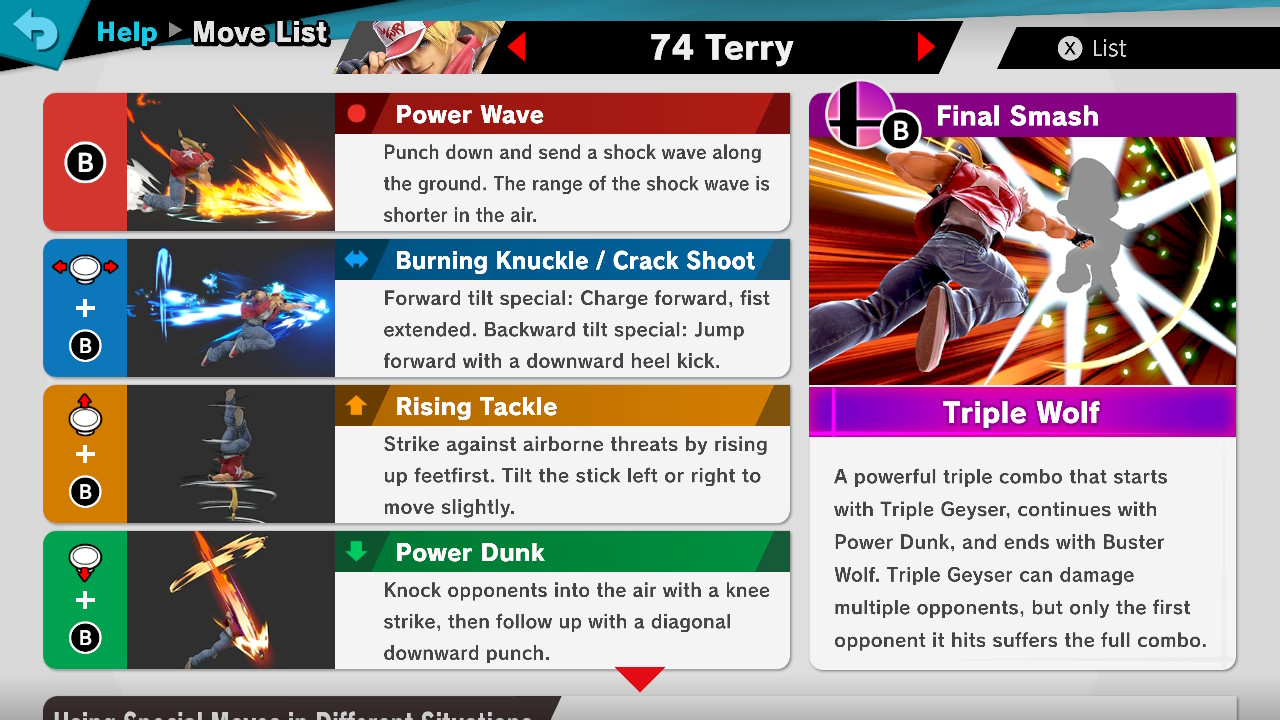 Help ▶ Move List
74 Terry
X List
B
Power Wave
Punch down and send a shock wave along
the ground. The range of the shock wave is
shorter in the air.
+
B
Burning Knuckle / Crack Shoot
Forward tilt special: Charge forward, fist
extended. Backward tilt special: Jump
forward with a downward heel kick.
+
B
Rising Tackle
Strike against airborne threats by rising
up feetfirst. Tilt the stick left or right to
move slightly.
+
B
Power Dunk
Knock opponents into the air with a knee
strike, then follow up with a diagonal
downward punch.
B Final Smash
Triple Wolf
A powerful triple combo that starts
with Triple Geyser, continues with
Power Dunk, and ends with Buster
Wolf. Triple Geyser can damage
multiple opponents, but only the first
opponent it hits suffers the full combo.
Using Special Moves in Different Situations